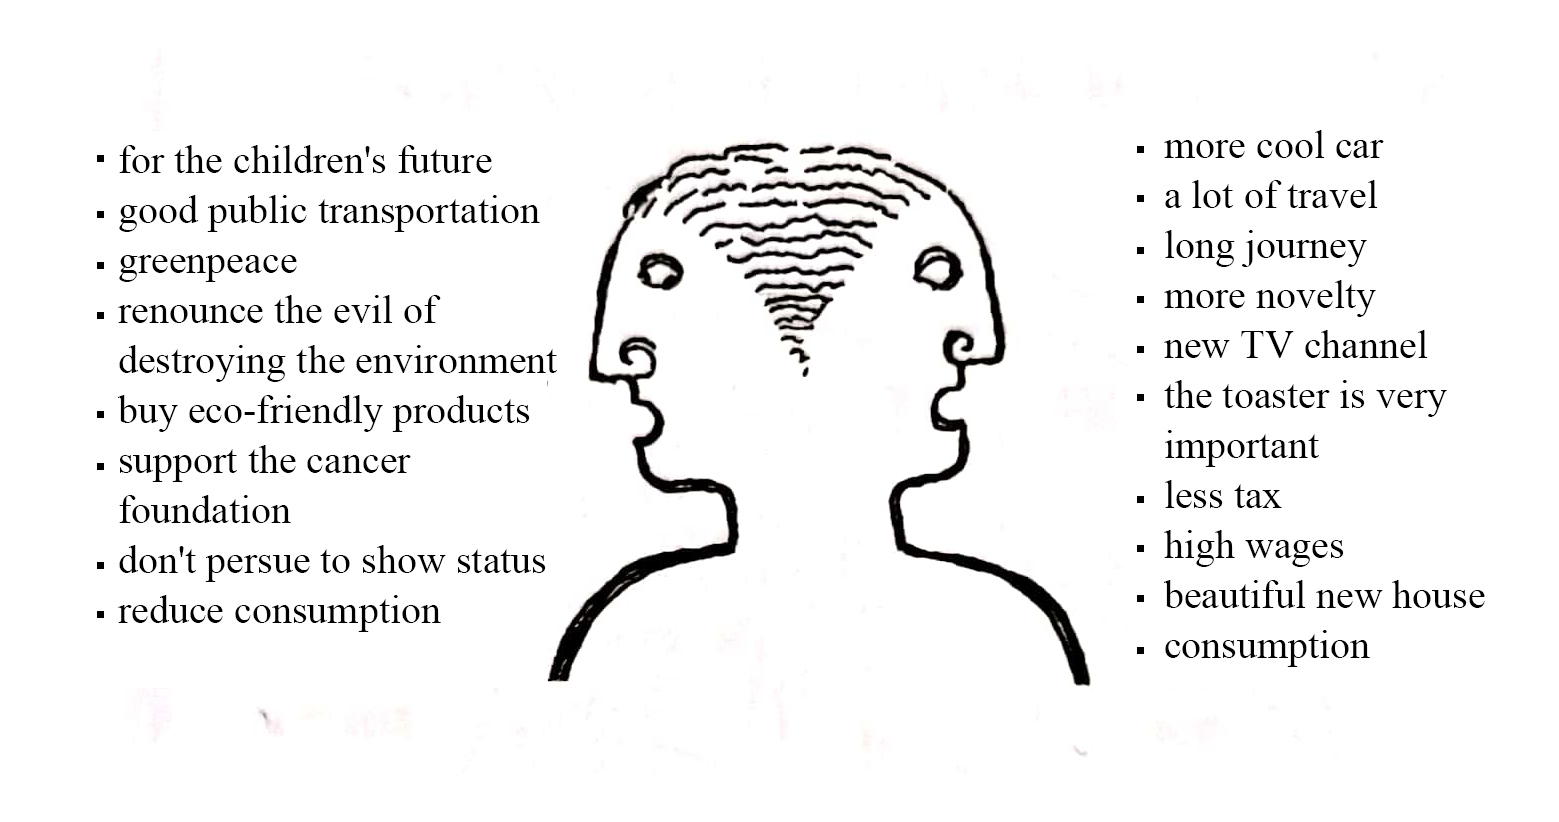 ▪ for the children's future
▪ good public transportation
▪ greenpeace
▪ renounce the evil of
destroying the environment
▪ buy eco-friendly products
▪ support the cancer
foundation
▪ don't persue to show status
▪ reduce consumption
▪ more cool car
▪ a lot of travel
▪ long journey
▪ more novelty
▪ new TV channel
▪ the toaster is very
important
▪ less tax
▪ high wages
▪ beautiful new house
▪ consumption